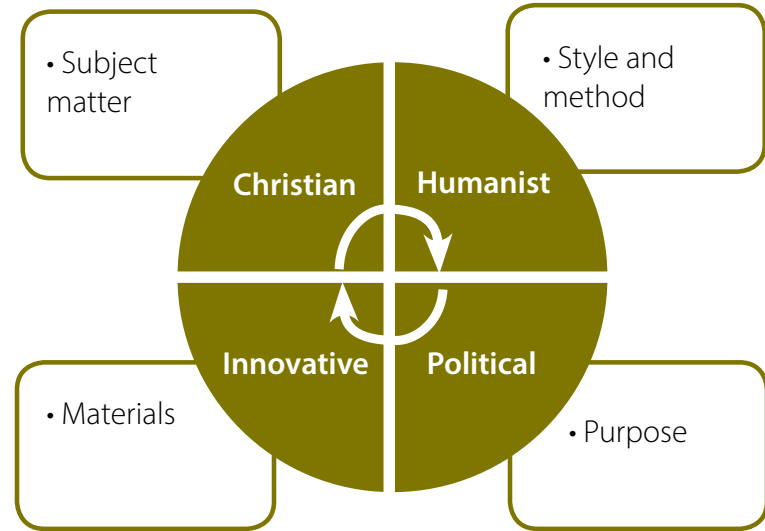 • Subject
matter
• Style and
method
Christian
Humanist
Innovative
Political
• Materials
• Purpose